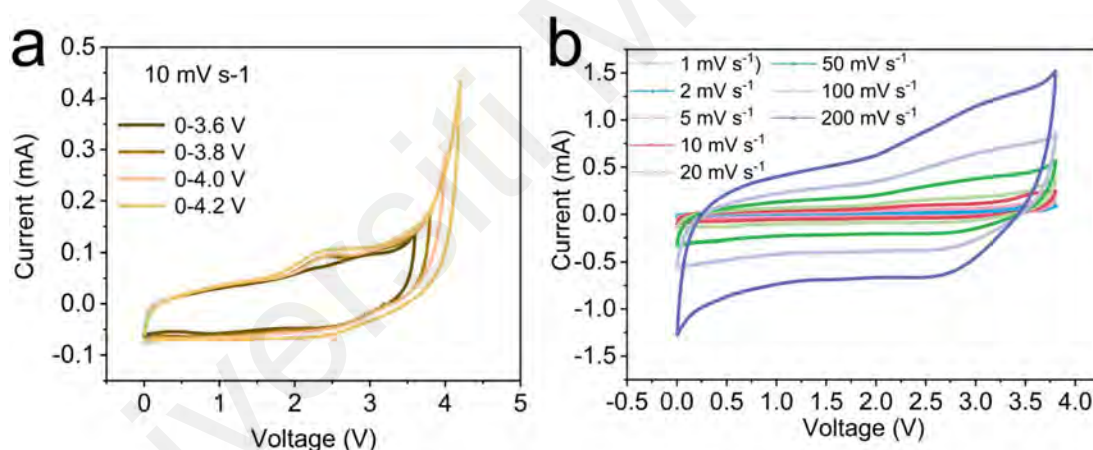 a
0.5
0.4
0.3
0.2
0.1
0.0
-0.1
Current (mA)
10 mV s-1
0-3.6 V
0-3.8 V
0-4.0 V
0-4.2 V
0
1
2
3
4
5
Voltage (V)
b
1.5
1.0
0.5
0.0
-0.5
-1.0
-1.5
Current (mA)
1 mV s⁻¹)
2 mV s⁻¹
5 mV s⁻¹
10 mV s⁻¹
20 mV s⁻¹
50 mV s⁻¹
100 mV s⁻¹
200 mV s⁻¹
-0.5 0.0 0.5 1.0 1.5 2.0 2.5 3.0 3.5 4.0
Voltage (V)
versiti M